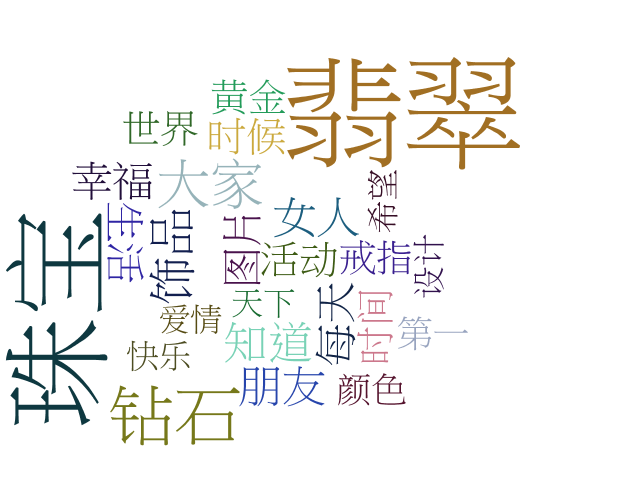 翡翠
黄金
世界
时候
幸福
大家
希望
女人
珠宝
生活
饰品
图片
活动
戒指
设计
天下
每天
时间
爱情
知道
第一
快乐
朋友
颜色
钻石